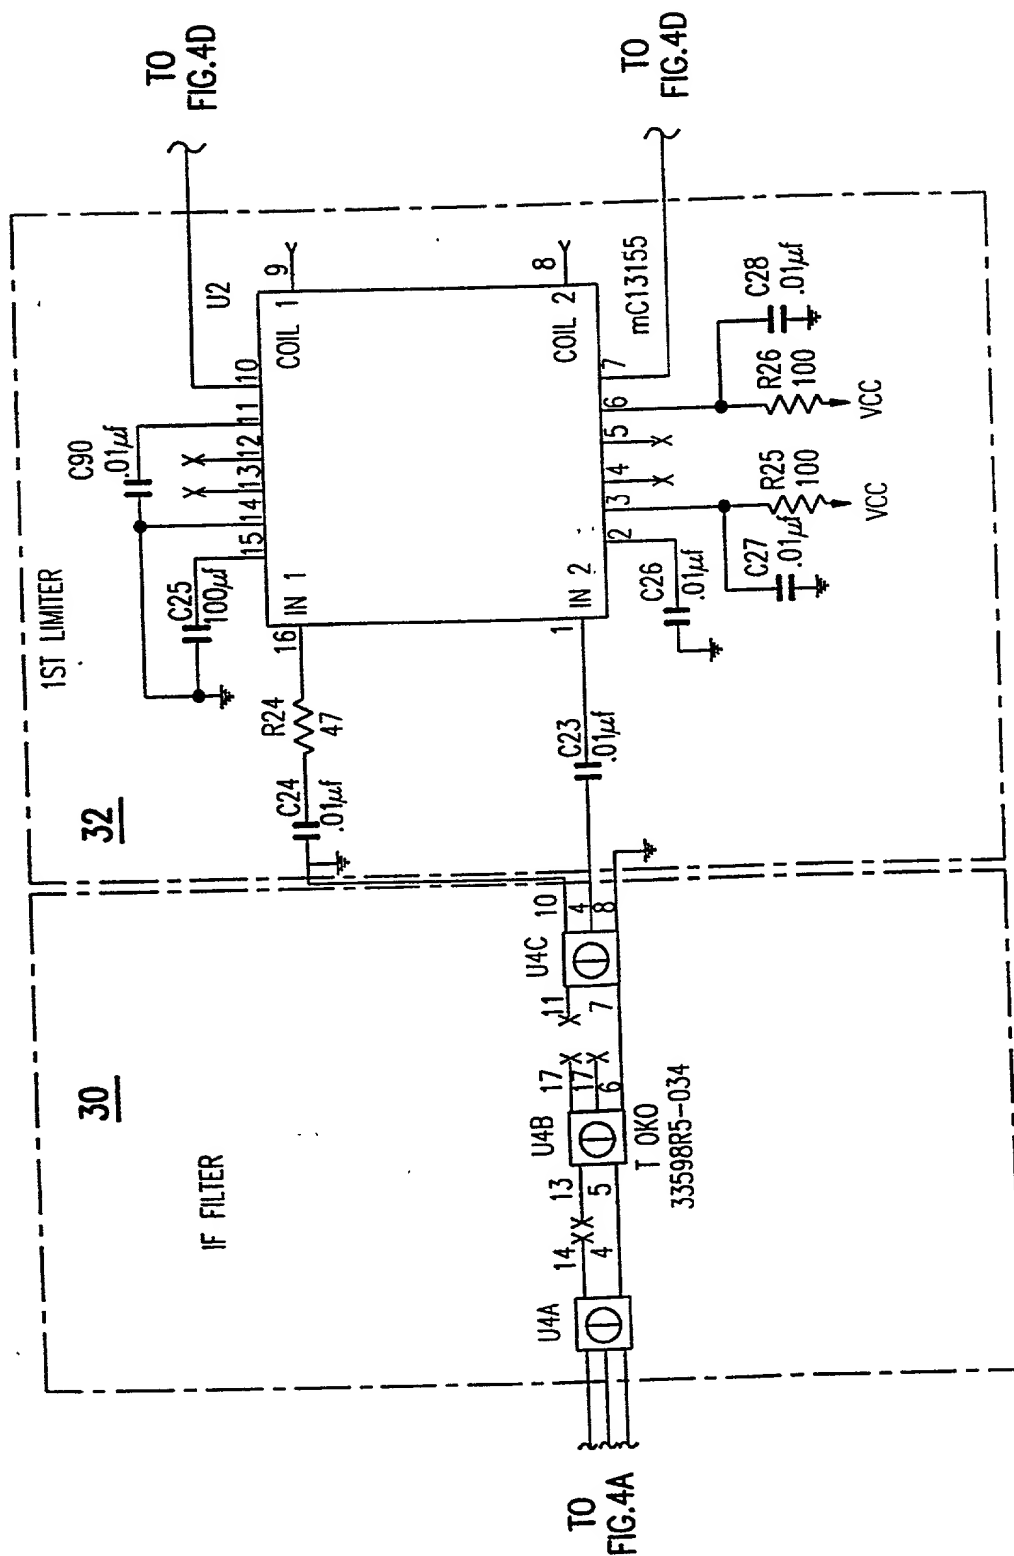 TO
FIG.4A
30
IF FILTER
U4A
14
4
13
5
U4B
17
17
6
T OKO
33598R5-034
11
7
U4C
10
4
8
32
1ST LIMITER
C24
.01µf
R24
47
C23
.01µf
C25
100µf
C90
.01µf
16
IN 1
15
14
13
12
11
10
U2
COIL 1
9
1
IN 2
2
3
4
5
6
7
COIL 2
8
mC13155
C26
.01µf
C27
.01µf
R25
100
VCC
R26
100
VCC
C28
.01µf
TO
FIG.4D
TO
FIG.4D